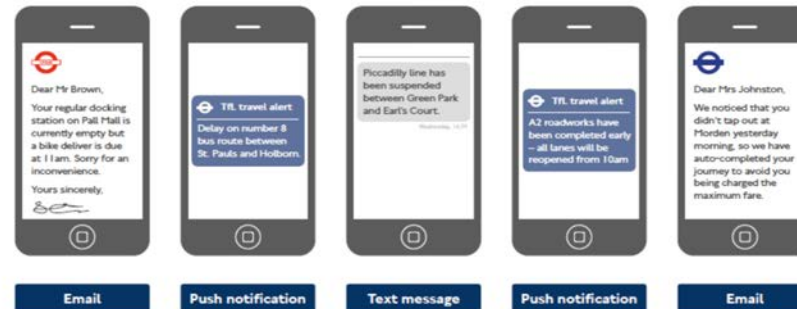 Dear Mr Brown,
Your regular docking
station on Pall Mall is
currently empty but
a bike deliver is due
at 11am. Sorry for an
inconvenience.
Yours sincerely,
TfL travel alert
Delay on number 8
bus route between
St. Pauls and Holborn.
Piccadilly line has
been suspended
between Green Park
and Earl's Court.
TfL travel alert
A2 roadworks have
been completed early
– all lanes will be
reopened from 10am
Dear Mrs Johnston,
We noticed that you
didn't tap out at
Morden yesterday
morning, so we have
auto-completed your
journey to avoid you
being charged the
maximum fare.
Email
Push notification
Text message
Push notification
Email